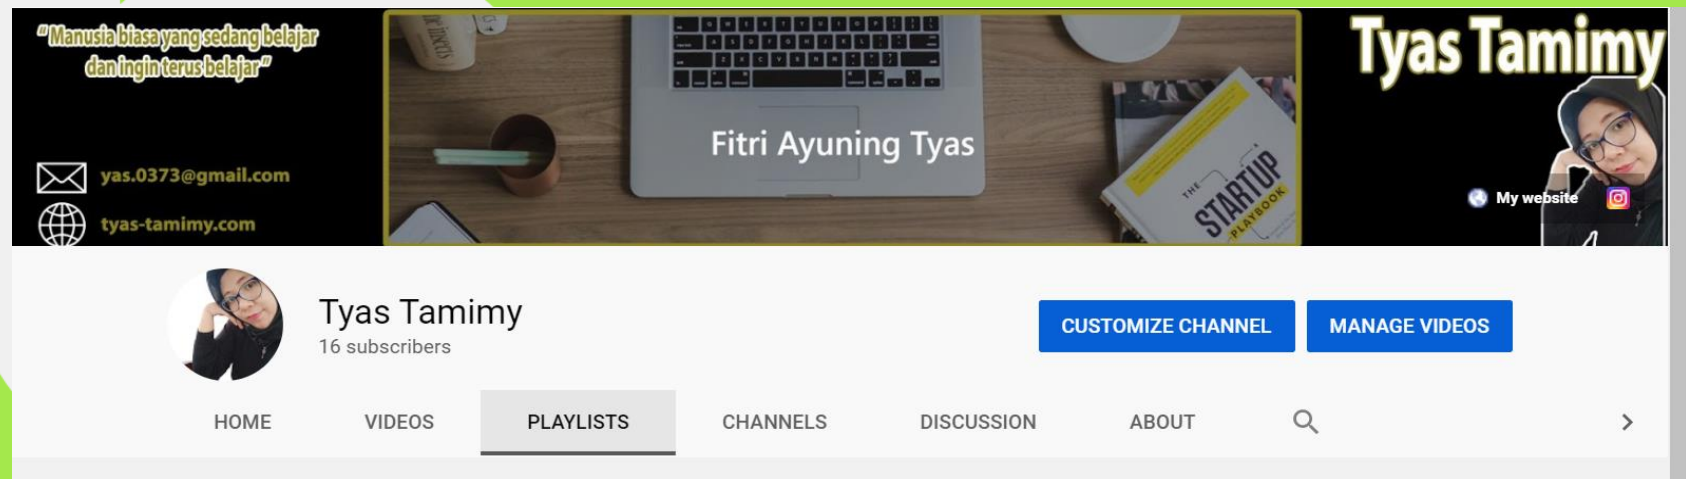 “Manusia biasa yang sedang belajar
dan ingin terus belajar”
yas.0373@gmail.com
tyas-tamimy.com
Fitri Ayuning Tyas
THE
STARTUP
PLAYBOOK
Tyas Tamimy
My website
Tyas Tamimy
16 subscribers
CUSTOMIZE CHANNEL
MANAGE VIDEOS
HOME
VIDEOS
PLAYLISTS
CHANNELS
DISCUSSION
ABOUT